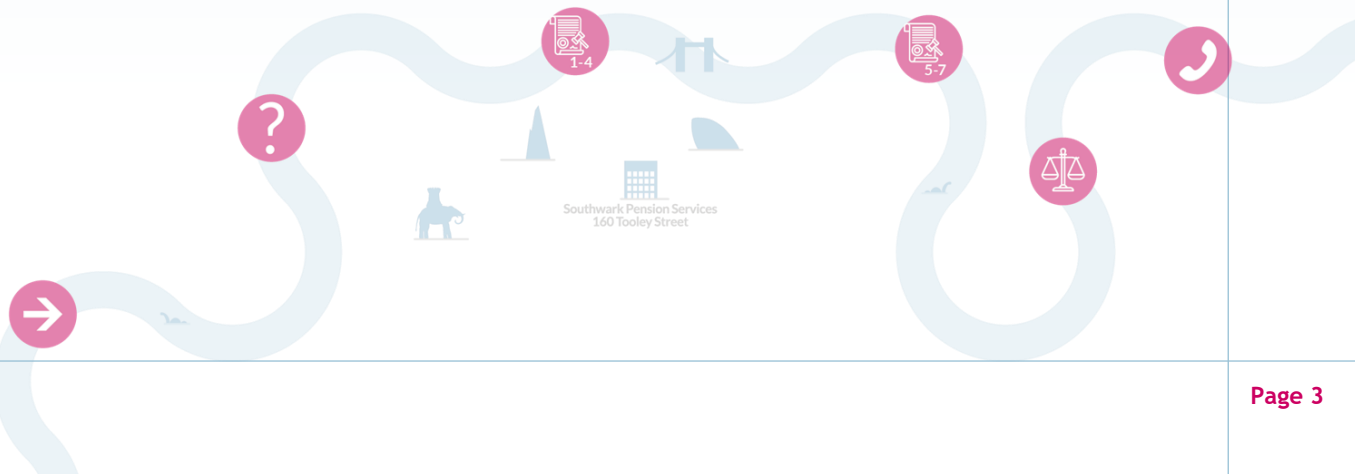 1-4
5-7
?
Southwark Pension Services
160 Tooley Street
Page 3